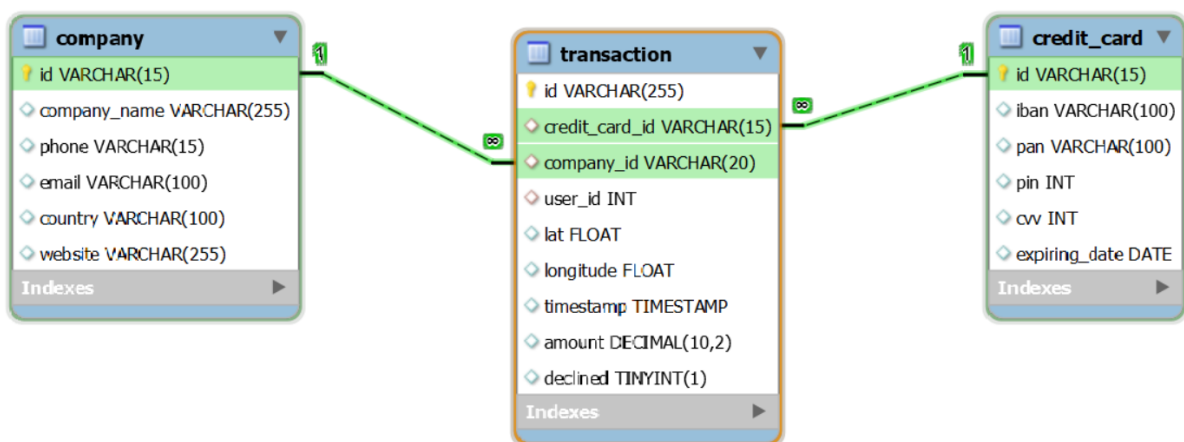 company
id VARCHAR(15)
company_name VARCHAR(255)
phone VARCHAR(15)
email VARCHAR(100)
country VARCHAR(100)
website VARCHAR(255)
Indexes
1
∞
transaction
id VARCHAR(255)
credit_card_id VARCHAR(15)
company_id VARCHAR(20)
user_id INT
lat FLOAT
longitude FLOAT
timestamp TIMESTAMP
amount DECIMAL(10,2)
declined TINYINT(1)
Indexes
∞
1
credit_card
id VARCHAR(15)
iban VARCHAR(100)
pan VARCHAR(100)
pin INT
cvv INT
expiring_date DATE
Indexes